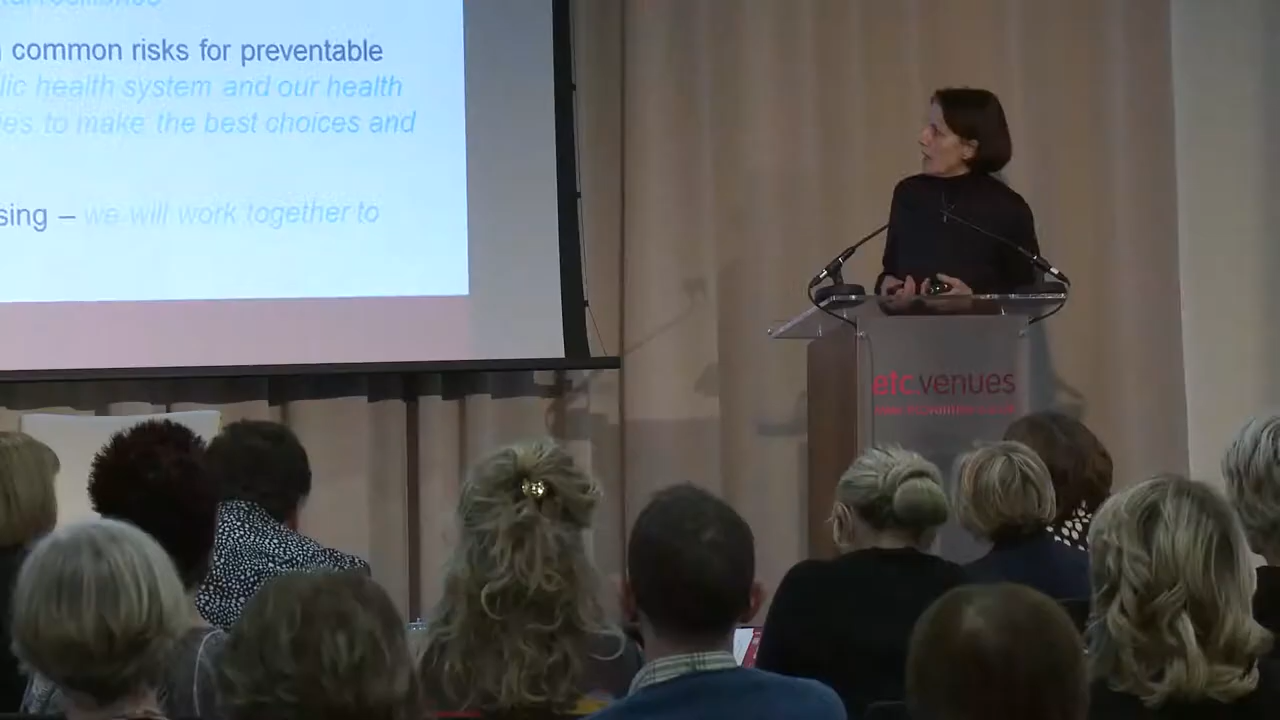 common risks for preventable
lic health system and our health
es to make the best choices and
sing – we will work together to
etc.venues